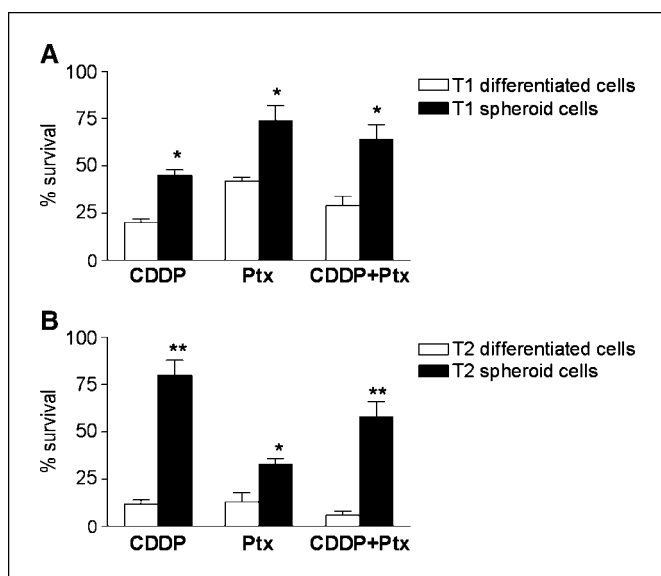 A
100
75
50
25
0
% survival
*
*
*
CDDP
Ptx
CDDP+Ptx
T1 differentiated cells
T1 spheroid cells
B
100
75
50
25
0
% survival
**
*
**
CDDP
Ptx
CDDP+Ptx
T2 differentiated cells
T2 spheroid cells